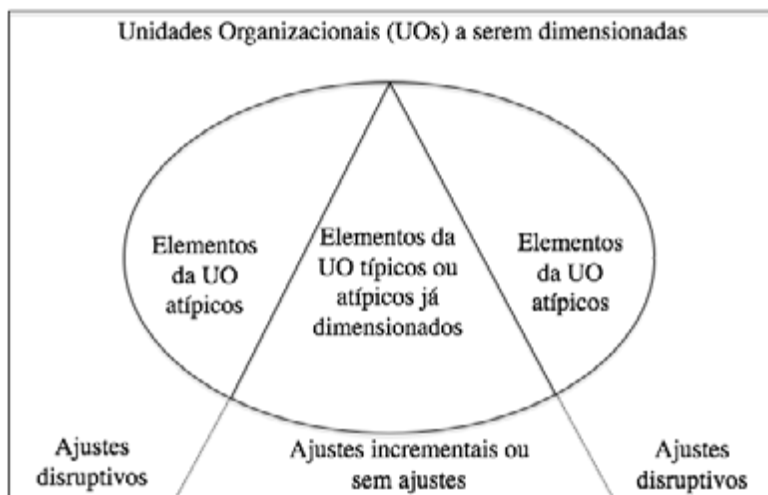 Unidades Organizacionais (UOs) a serem dimensionadas
Elementos
da UO
atípicos
Elementos da
UO típicos ou
atípicos já
dimensionados
Elementos
da UO
atípicos
Ajustes
disruptivos
Ajustes incrementais ou
sem ajustes
Ajustes
disruptivos